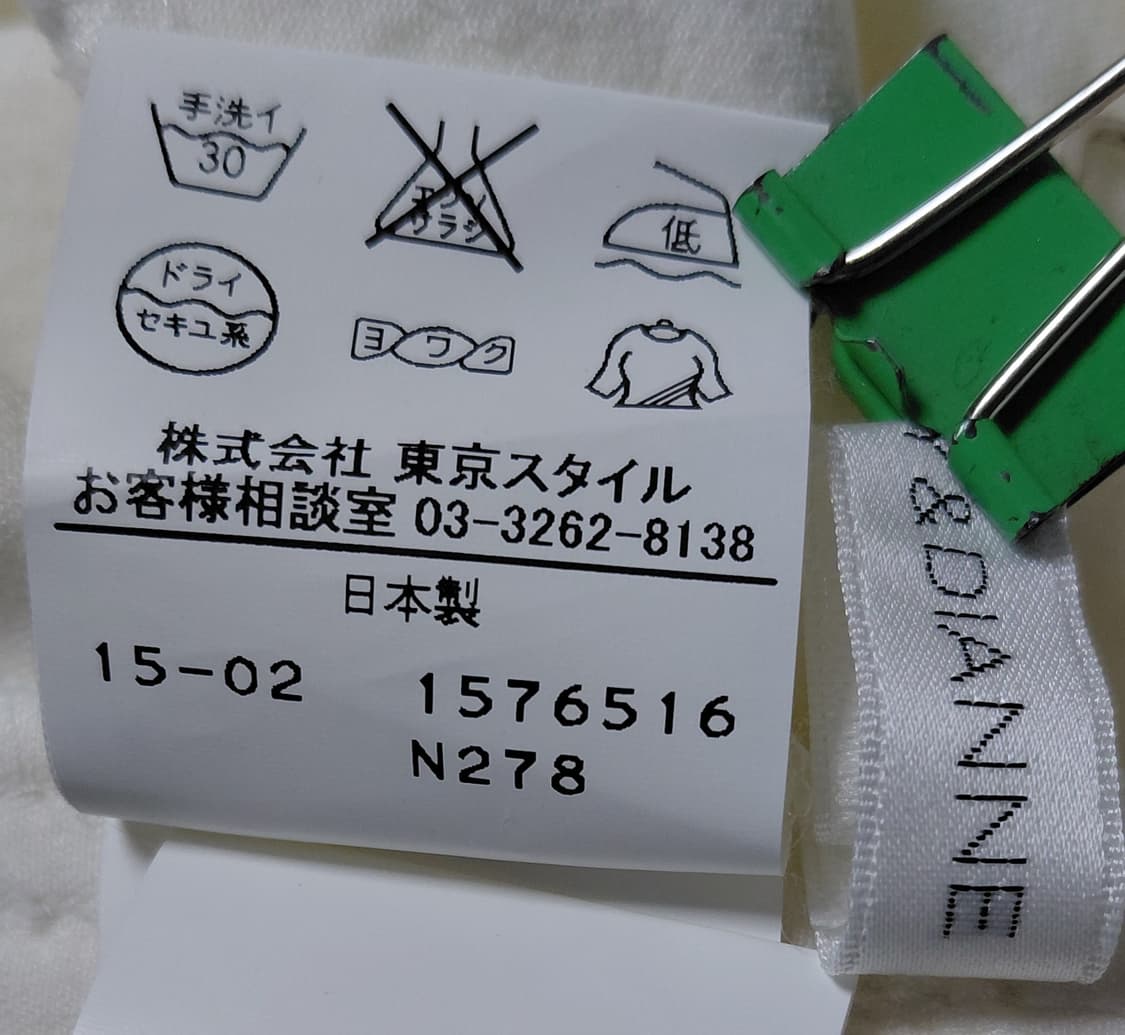 手洗イ
30
エンソ
サラシ
低
ドライ
セキユ系
ヨワク
株式会社 東京スタイル
お客様相談室 03-3262-8138
日本製
15-02 1576516
N278
& DIANNE